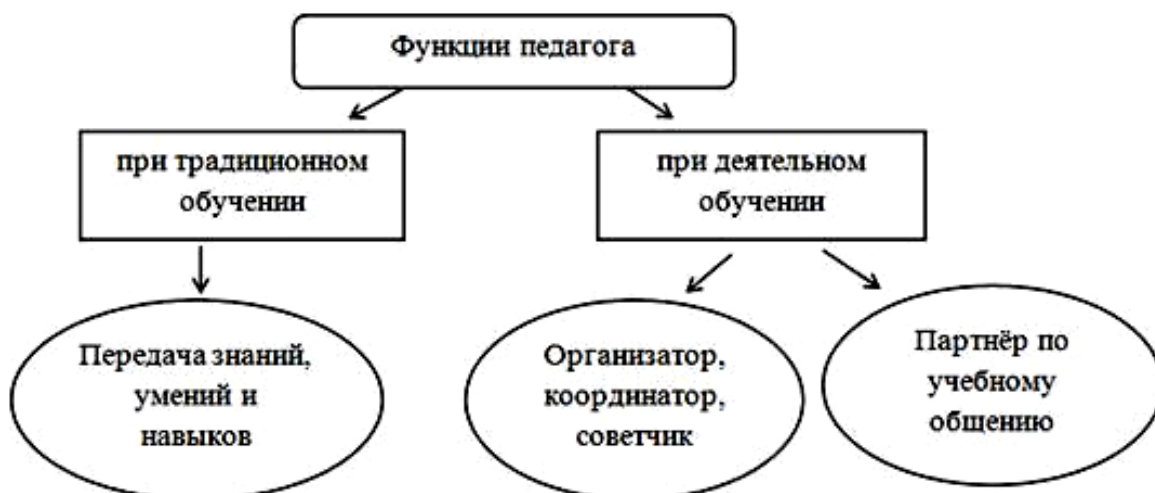 Функции педагога
при традиционном
обучении
при деятельном
обучении
Передача знаний,
умений и
навыков
Организатор,
координатор,
советчик
Партнёр по
учебному
общению